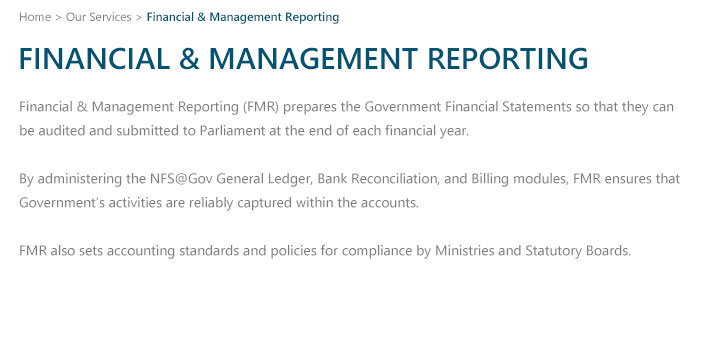 Home > Our Services > Financial & Management Reporting
FINANCIAL & MANAGEMENT REPORTING
Financial & Management Reporting (FMR) prepares the Government Financial Statements so that they can
be audited and submitted to Parliament at the end of each financial year.
By administering the NFS@Gov General Ledger, Bank Reconciliation, and Billing modules, FMR ensures that
Government's activities are reliably captured within the accounts.
FMR also sets accounting standards and policies for compliance by Ministries and Statutory Boards.